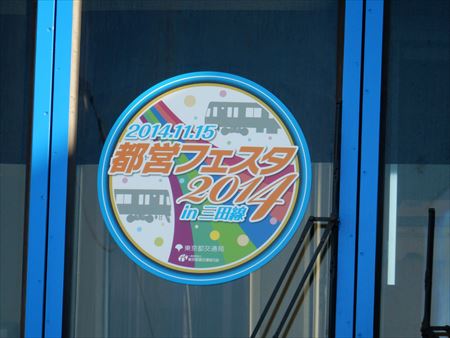 2014.11.15
都営フェスタ
2014
in 三田線
東京都交通局